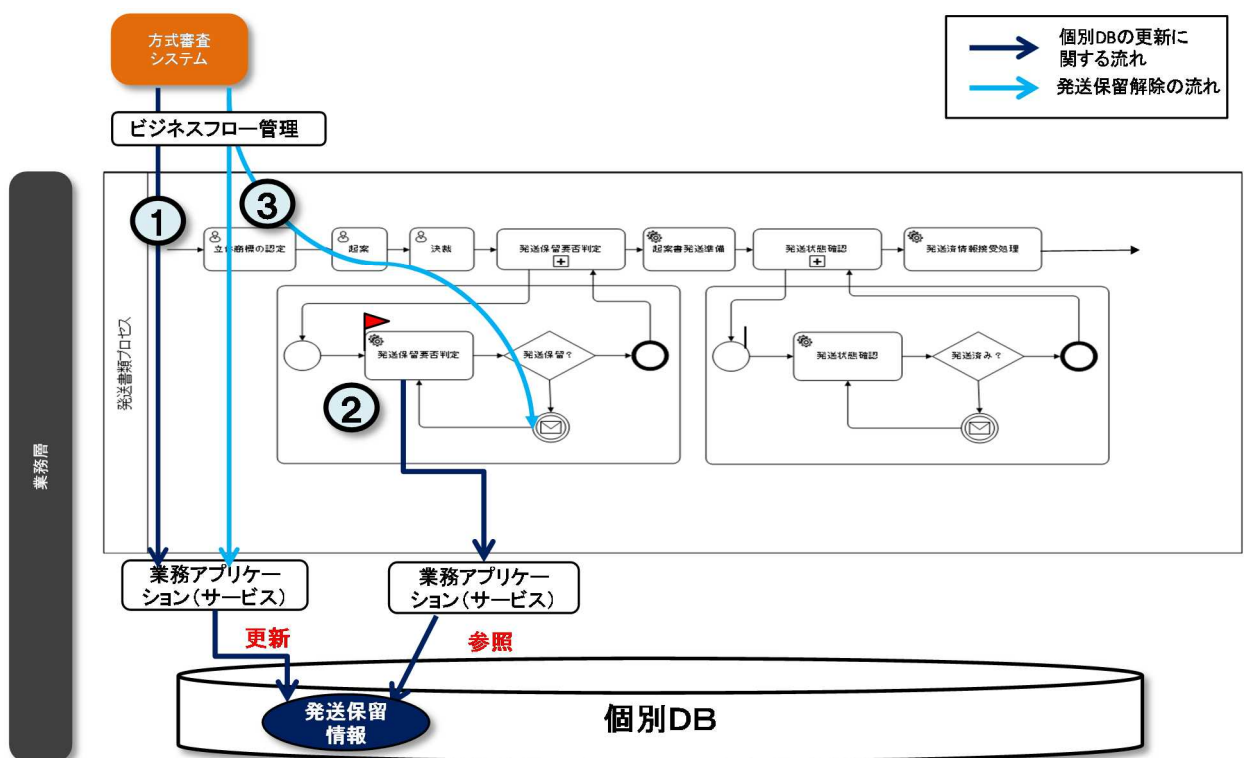 方式審査
システム
個別DBの更新に
関する流れ
発送保留解除の流れ
ビジネスフロー管理
①
③
立体商標の認定
起案
決裁
発送保留要否判定
起案書発送準備
発送状態確認
発送済情報接受処理
発送書類プロセス
業務層
発送保留要否判定
発送保留?
発送状態確認
発送済み?
②
業務アプリケー
ション(サービス)
業務アプリケー
ション(サービス)
更新
参照
発送保留
情報
個別DB